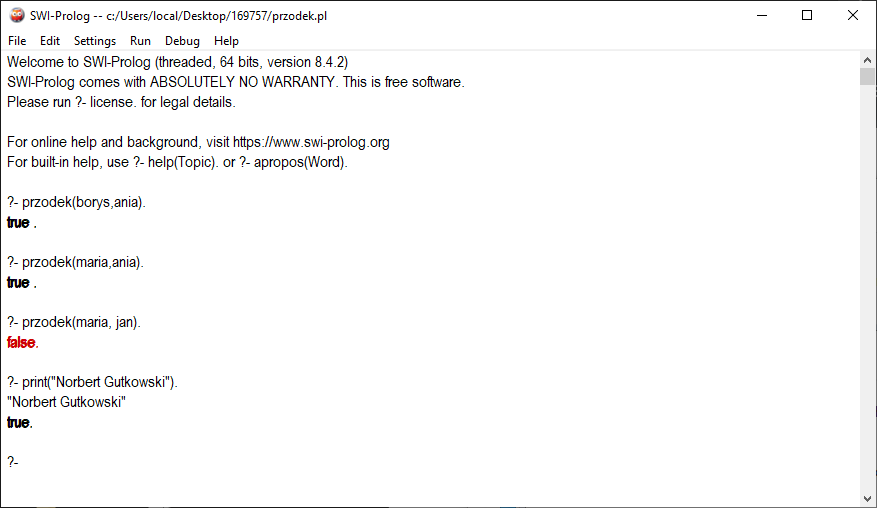 SWI-Prolog -- c:/Users/local/Desktop/169757/przodek.pl
File Edit Settings Run Debug Help
Welcome to SWI-Prolog (threaded, 64 bits, version 8.4.2)
SWI-Prolog comes with ABSOLUTELY NO WARRANTY. This is free software.
Please run ?- license. for legal details.
For online help and background, visit https://www.swi-prolog.org
For built-in help, use ?- help(Topic). or ?- apropos(Word).
?- przodek(borys,ania).
true .
?- przodek(maria,ania).
true .
?- przodek(maria, jan).
false.
?- print("Norbert Gutkowski").
"Norbert Gutkowski"
true.
?-